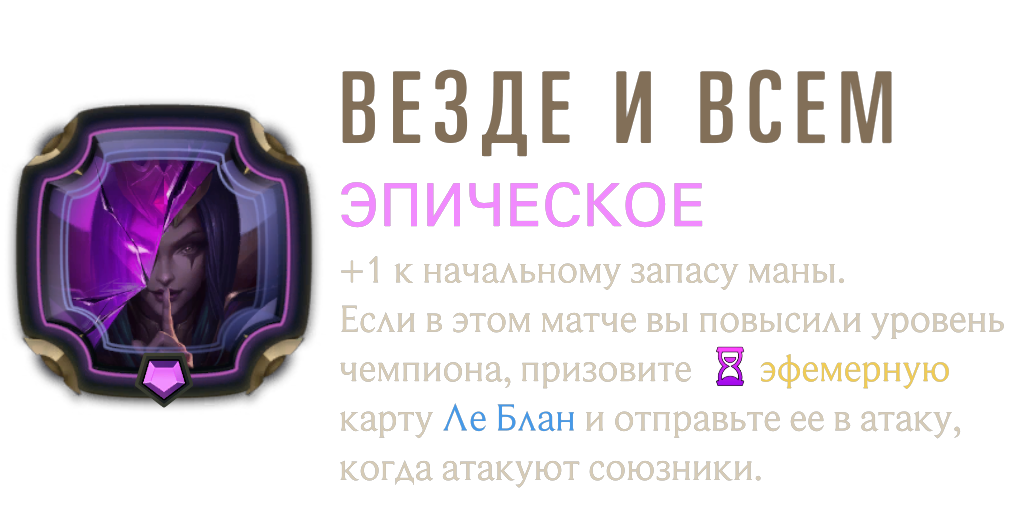 ВЕЗДЕ И ВСЕМ
ЭПИЧЕСКОЕ
+1 к начальному запасу маны.
Если в этом матче вы повысили уровень
чемпиона, призовите эфемерную
карту Ле Блан и отправьте ее в атаку,
когда атакуют союзники.